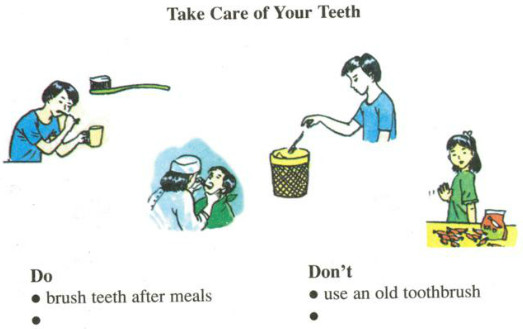 Take Care of Your Teeth
Do
● brush teeth after meals
●
Don't
● use an old toothbrush
●